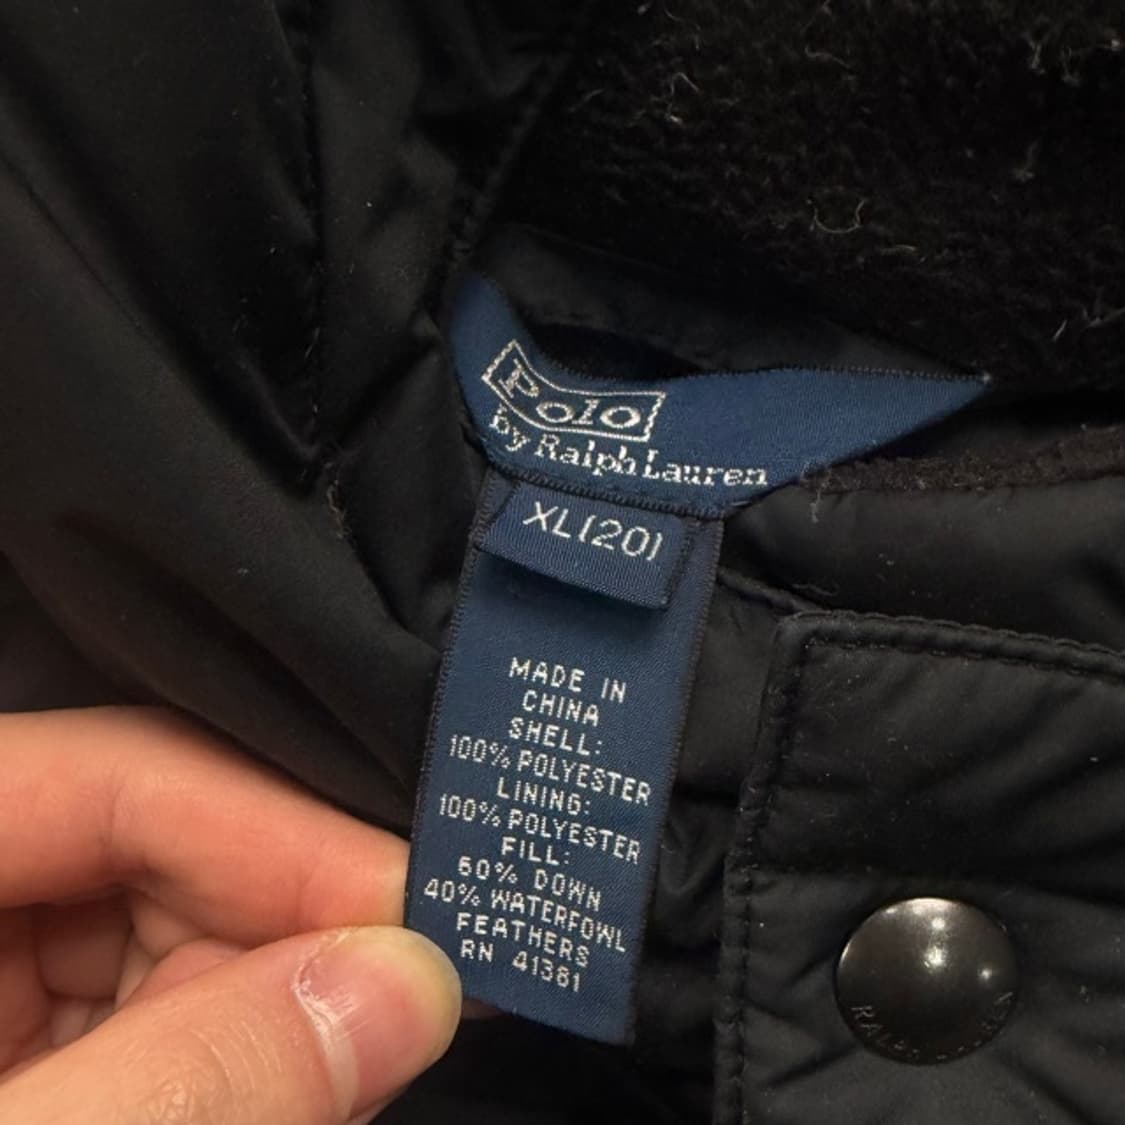 Polo
by Ralph Lauren
XL(20)
MADE IN
CHINA
SHELL:
100% POLYESTER
LINING:
100% POLYESTER
FILL:
60% DOWN
40% WATERFOWL
FEATHERS
RN 41381
RALPH LAUREN